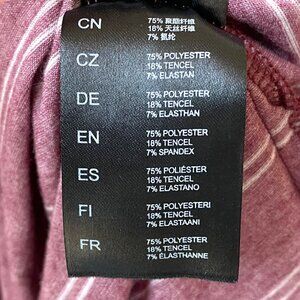 CN 75% 聚酯纤维
18% 天丝纤维
7% 氨纶
CZ 75% POLYESTER
18% TENCEL
7% ELASTAN
DE 75% POLYESTER
18% TENCEL
7% ELASTHAN
EN 75% POLYESTER
18% TENCEL
7% SPANDEX
ES 75% POLIÉSTER
18% TENCEL
7% ELASTANO
FI 75% POLYESTERI
18% TENCEL
7% ELASTAANI
FR 75% POLYESTER
18% TENCEL
7% ÉLASTHANNE